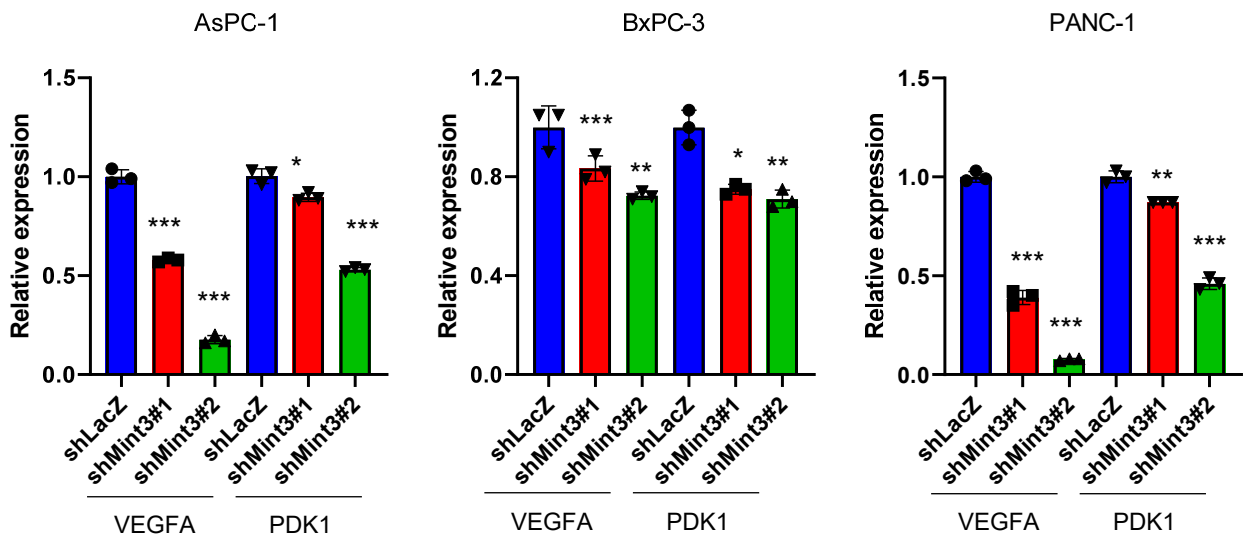 AsPC-1
Relative expression
1.5
1.0
0.5
0.0
***
***
*
***
shLacZ
shMint3#1
shMint3#2
shLacZ
shMint3#1
shMint3#2
VEGFA
PDK1
BxPC-3
Relative expression
1.2
0.8
0.4
0.0
***
**
*
**
shLacZ
shMint3#1
shMint3#2
shLacZ
shMint3#1
shMint3#2
VEGFA
PDK1
PANC-1
Relative expression
1.5
1.0
0.5
0.0
***
***
**
***
shLacZ
shMint3#1
shMint3#2
shLacZ
shMint3#1
shMint3#2
VEGFA
PDK1